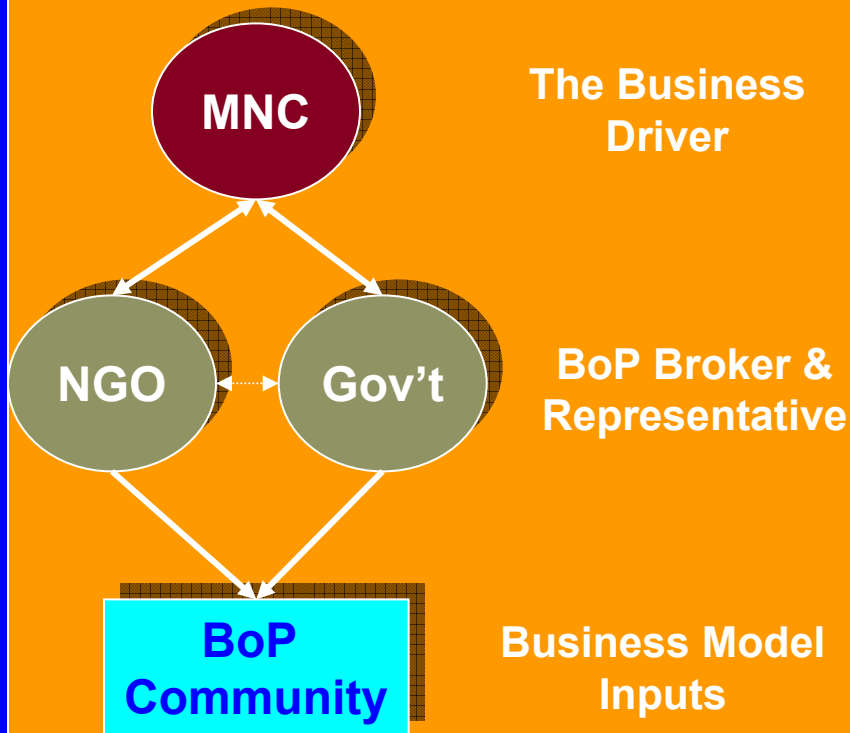 MNC
The Business
Driver
NGO
Gov’t
BoP Broker &
Representative
BoP
Community
Business Model
Inputs